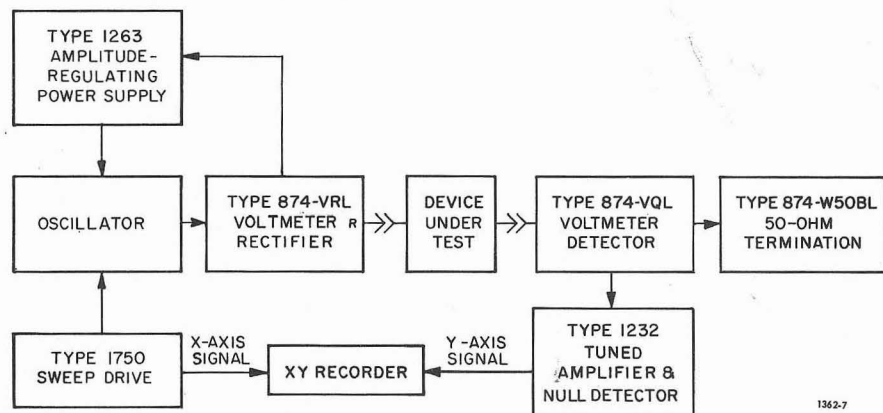 TYPE 1263
AMPLITUDE-
REGULATING
POWER SUPPLY
OSCILLATOR
TYPE 874-VRL
VOLTMETER R
RECTIFIER
DEVICE
UNDER
TEST
TYPE 874-VQL
VOLTMETER
DETECTOR
TYPE 874-W50BL
50-OHM
TERMINATION
TYPE 1750
SWEEP DRIVE
X-AXIS
SIGNAL
XY RECORDER
Y-AXIS
SIGNAL
TYPE 1232
TUNED
AMPLIFIER &
NULL DETECTOR
1362-7